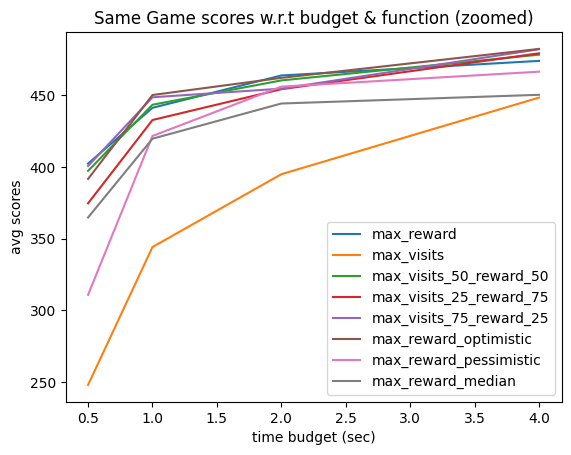 Same Game scores w.r.t budget & function (zoomed)
avg scores
450
400
350
300
250
max_reward
max_visits
max_visits_50_reward_50
max_visits_25_reward_75
max_visits_75_reward_25
max_reward_optimistic
max_reward_pessimistic
max_reward_median
0.5 1.0 1.5 2.0 2.5 3.0 3.5 4.0
time budget (sec)